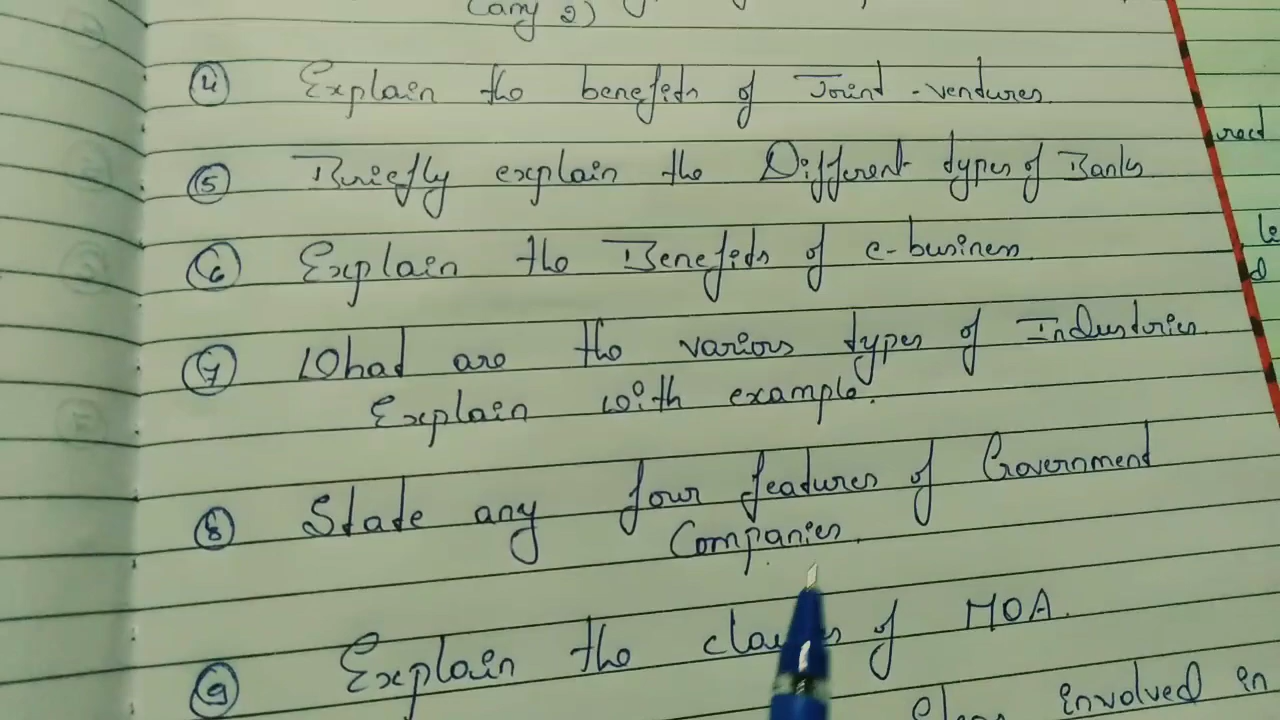 (any 2)
4 Explain the benefits of Joint-ventures.
5 Briefly explain the Different types of Banks
6 Explain the Benefits of e-business
7 What are the various types of Industries
Explain with example.
8 State any four features of Government
Companies.
9 Explain the of MOA.
involved in